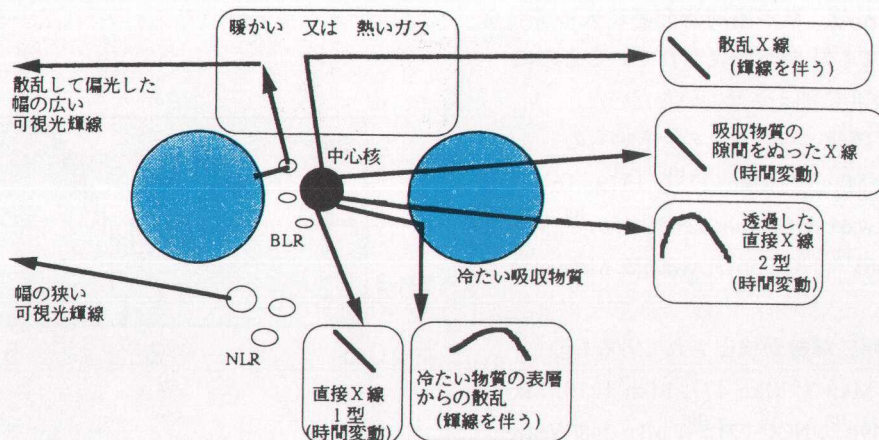 暖かい 又は 熱いガス
散乱して偏光した
幅の広い
可視光輝線
中心核
BLR
冷たい吸収物質
幅の狭い
可視光輝線
NLR
散乱X線
(輝線を伴う)
吸収物質の
隙間をぬったX線
(時間変動)
透過した
直接X線
2型
(時間変動)
直接X線
1型
(時間変動)
冷たい物質の表層
からの散乱
(輝線を伴う)